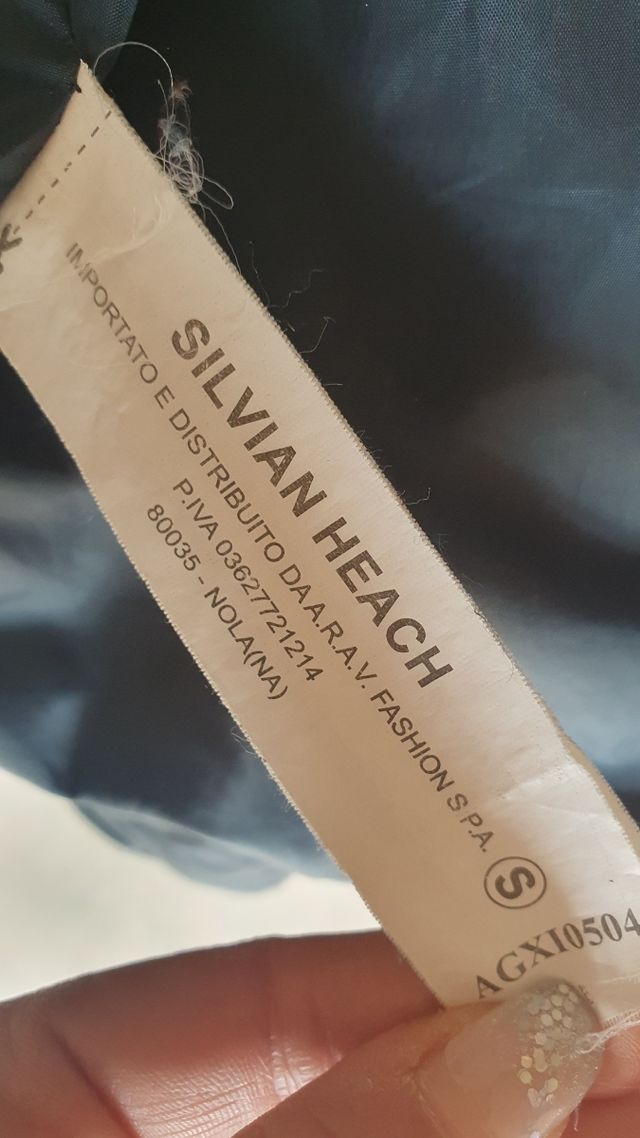 SILVIAN HEACH
IMPORTATO E DISTRIBUITO DA A.R.A.V. FASHION S.P.A.
P.IVA 03627721214
80035 - NOLA(NA)
S
AGXI0504